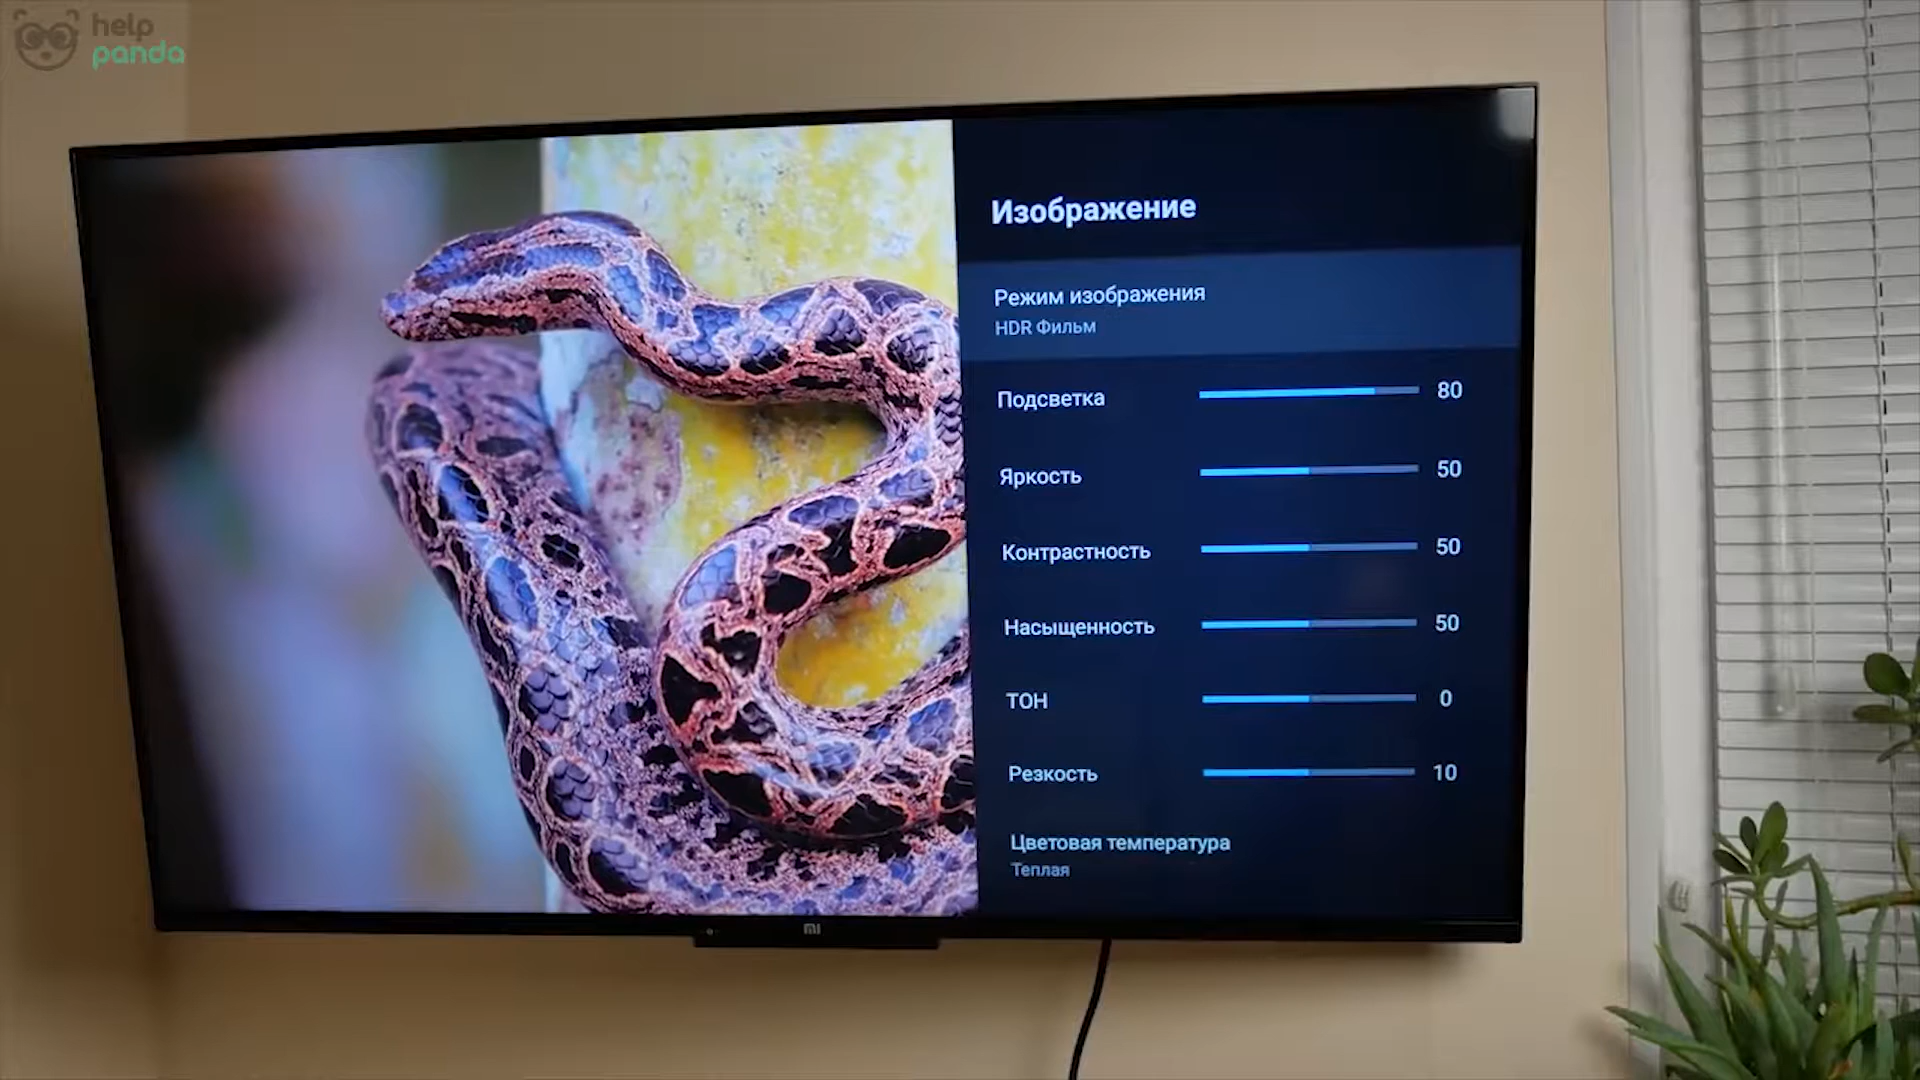 help
panda
Изображение
Режим изображения
HDR Фильм
Подсветка 80
Яркость 50
Контрастность 50
Насыщенность 50
ТОН 0
Резкость 10
Цветовая температура
Теплая
mi